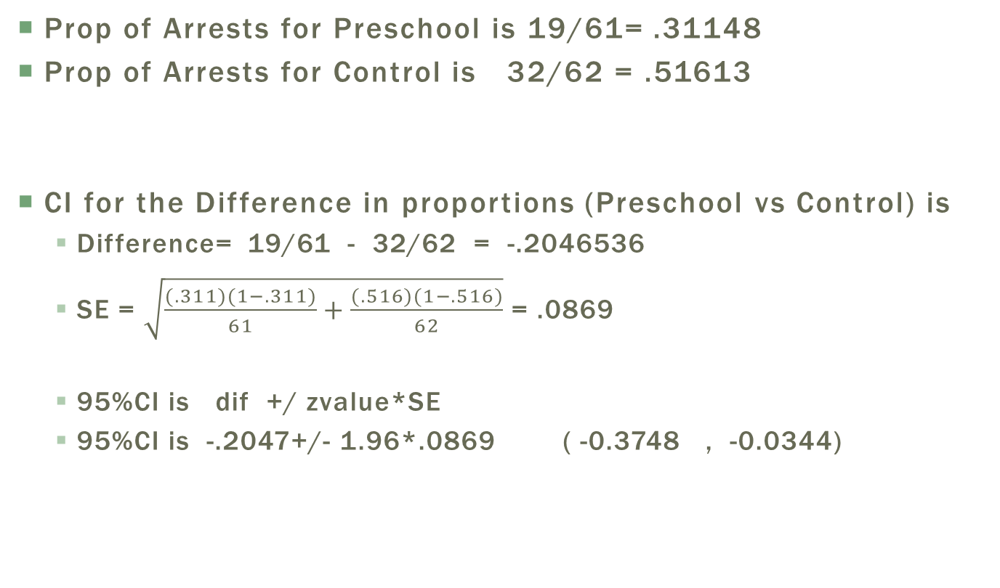 Prop of Arrests for Preschool is 19/61= .31148
Prop of Arrests for Control is 32/62 = .51613
CI for the Difference in proportions (Preschool vs Control) is
Difference= 19/61 - 32/62 = -.2046536
SE = √((.311)(1−.311)/61 + (.516)(1−.516)/62) = .0869
95%CI is dif +/ zvalue*SE
95%CI is -.2047+/- 1.96*.0869 ( -0.3748 , -0.0344)